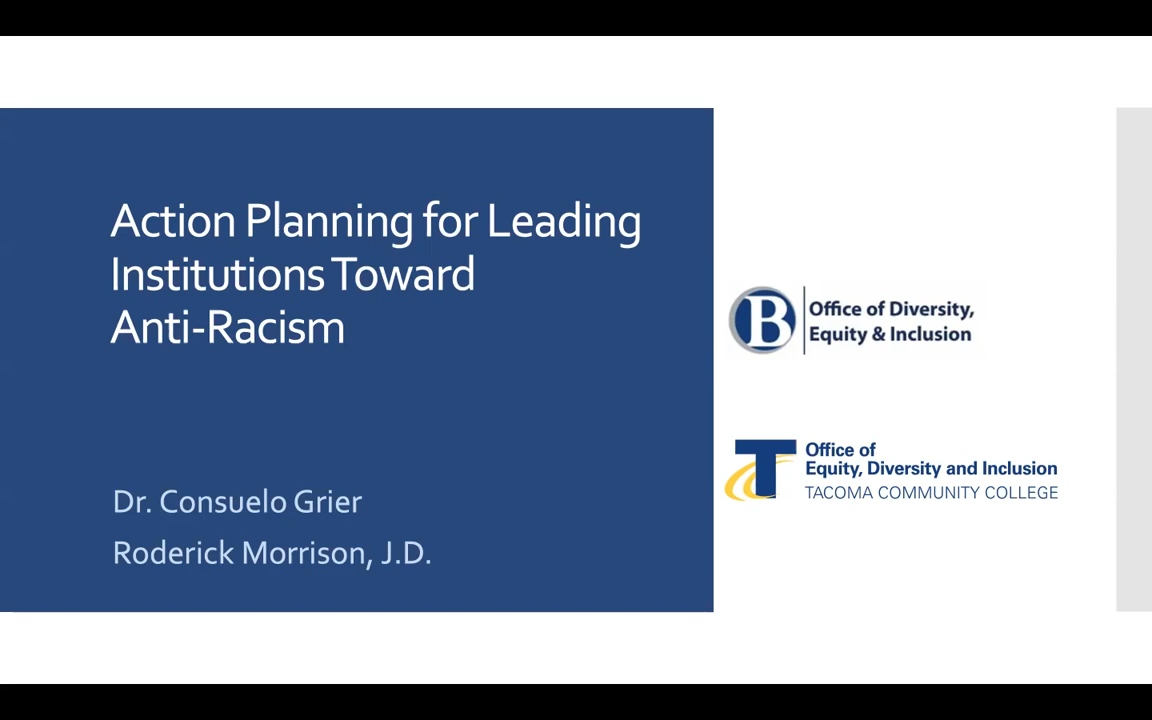 Action Planning for Leading
Institutions Toward
Anti-Racism
Dr. Consuelo Grier
Roderick Morrison, J.D.
B
Office of Diversity,
Equity & Inclusion
T
Office of
Equity, Diversity and Inclusion
TACOMA COMMUNITY COLLEGE